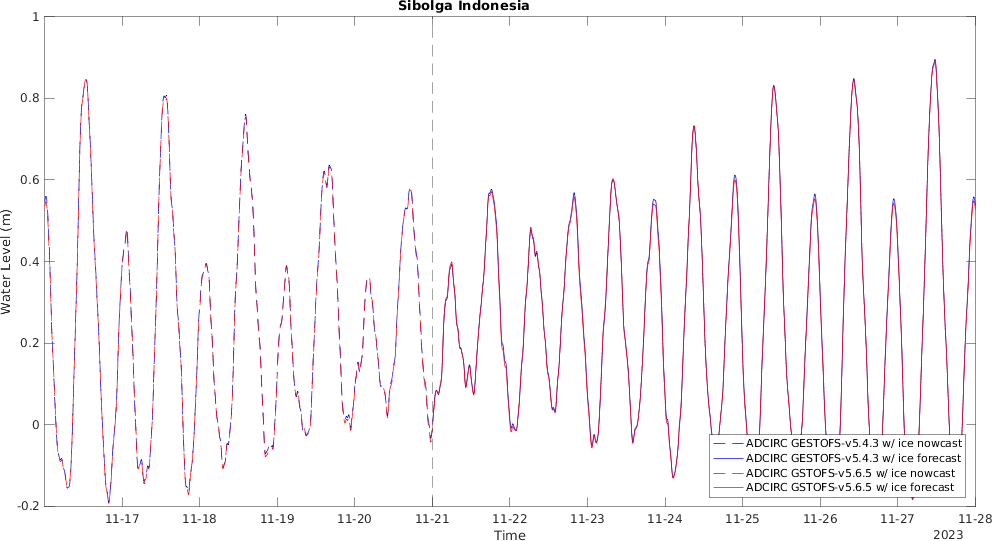 Sibolga Indonesia
Water Level (m)
1
0.8
0.6
0.4
0.2
0
-0.2
ADCIRC GESTOFS-v5.4.3 w/ ice nowcast
ADCIRC GESTOFS-v5.4.3 w/ ice forecast
ADCIRC GSTOFS-v5.6.5 w/ ice nowcast
ADCIRC GSTOFS-v5.6.5 w/ ice forecast
11-17 11-18 11-19 11-20 11-21 11-22 11-23 11-24 11-25 11-26 11-27 11-28
Time
2023